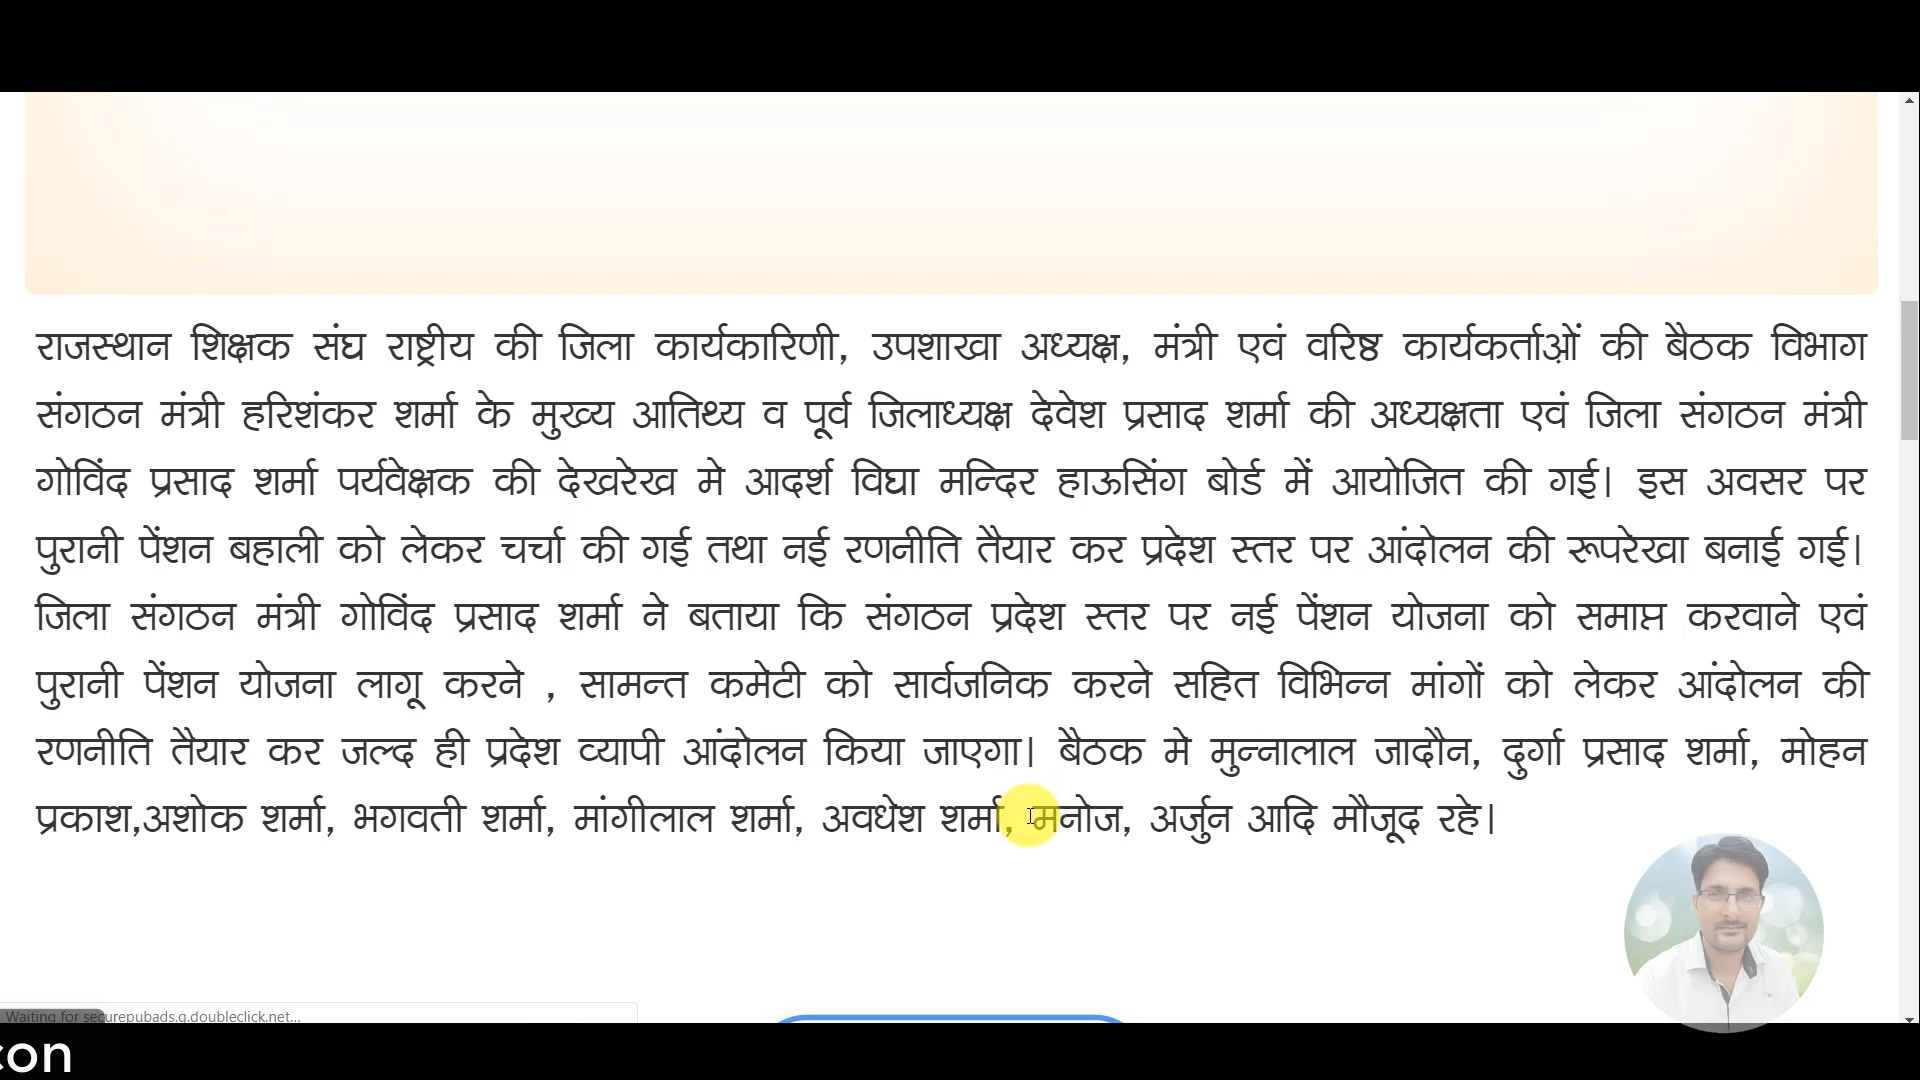 राजस्थान शिक्षक संघ राष्ट्रीय की जिला कार्यकारिणी, उपशाखा अध्यक्ष, मंत्री एवं वरिष्ठ कार्यकर्ताओ़ं की बैठक विभाग
संगठन मंत्री हरिशंकर शर्मा के मुख्य आतिथ्य व पूर्व जिलाध्यक्ष देवेश प्रसाद शर्मा की अध्यक्षता एवं जिला संगठन मंत्री
गोविंद प्रसाद शर्मा पर्यवेक्षक की देखरेख मे आदर्श विघा मन्दिर हाऊसिंग बोर्ड में आयोजित की गई। इस अवसर पर
पुरानी पेंशन बहाली को लेकर चर्चा की गई तथा नई रणनीति तैयार कर प्रदेश स्तर पर आंदोलन की रूपरेखा बनाई गई।
जिला संगठन मंत्री गोविंद प्रसाद शर्मा ने बताया कि संगठन प्रदेश स्तर पर नई पेंशन योजना को समाप्त करवाने एवं
पुरानी पेंशन योजना लागू करने , सामन्त कमेटी को सार्वजनिक करने सहित विभिन्न मांगों को लेकर आंदोलन की
रणनीति तैयार कर जल्द ही प्रदेश व्यापी आंदोलन किया जाएगा। बैठक मे मुन्नालाल जादौन, दुर्गा प्रसाद शर्मा, मोहन
प्रकाश,अशोक शर्मा, भगवती शर्मा, मांगीलाल शर्मा, अवधेश शर्मा, मनोज, अर्जुन आदि मौजूद रहे।
Waiting for securepubads.g.doubleclick.net...
con